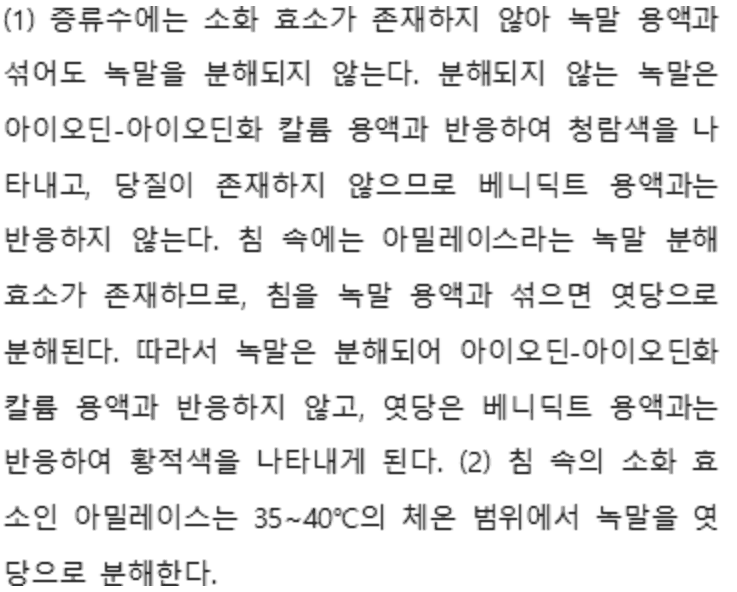 (1) 증류수에는 소화 효소가 존재하지 않아 녹말 용액과
섞어도 녹말을 분해되지 않는다. 분해되지 않는 녹말은
아이오딘-아이오딘화 칼륨 용액과 반응하여 청람색을 나
타내고, 당질이 존재하지 않으므로 베니딕트 용액과는
반응하지 않는다. 침 속에는 아밀레이스라는 녹말 분해
효소가 존재하므로, 침을 녹말 용액과 섞으면 엿당으로
분해된다. 따라서 녹말은 분해되어 아이오딘-아이오딘화
칼륨 용액과 반응하지 않고, 엿당은 베니딕트 용액과는
반응하여 황적색을 나타내게 된다. (2) 침 속의 소화 효
소인 아밀레이스는 35~40℃의 체온 범위에서 녹말을 엿
당으로 분해한다.